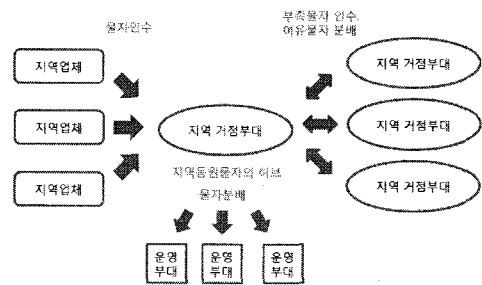 물자인수
부족물자 인수,
여유물자 분배
지역업체
지역업체
지역업체
지역 거점부대
지역동원물자의 허브
물자분배
지역 거점부대
지역 거점부대
지역 거점부대
운영
부대
운영
부대
운영
부대